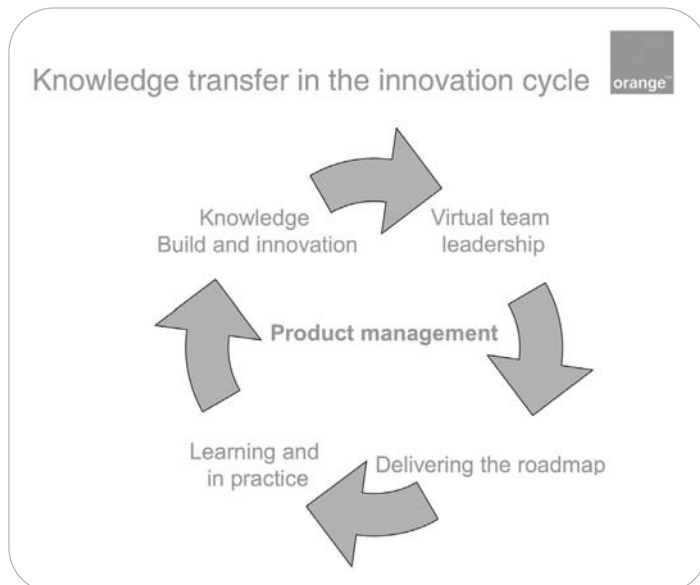 Knowledge transfer in the innovation cycle
orange™
Knowledge
Build and innovation
Virtual team
leadership
Product management
Learning and
in practice
Delivering the roadmap